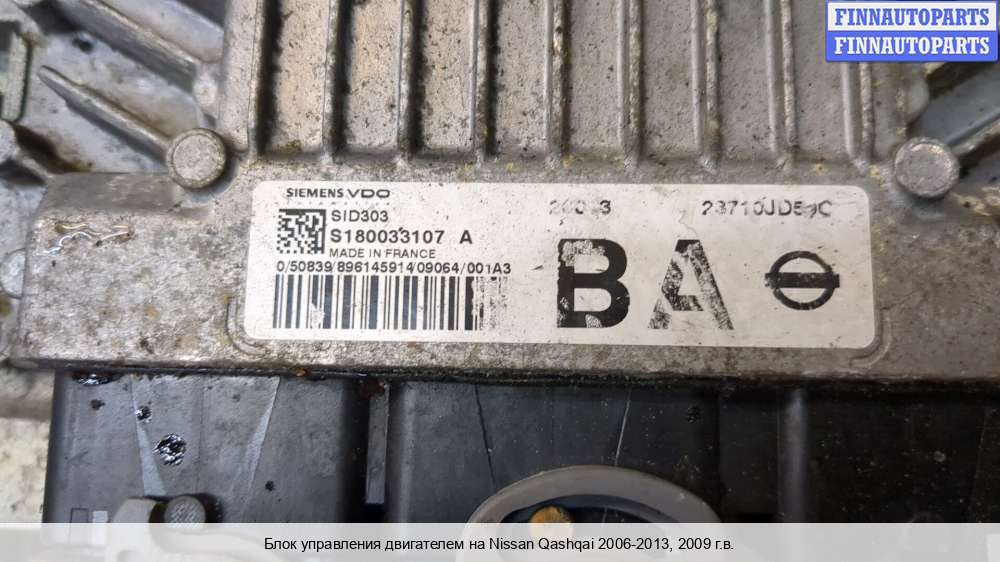 FINNAUTOPARTS
FINNAUTOPARTS
SIEMENS VDO
SID303
S180033107 A
MADE IN FRANCE
0/50839/896145914/09064/001A3
BA
Блок управления двигателем на Nissan Qashqai 2006-2013, 2009 г.в.